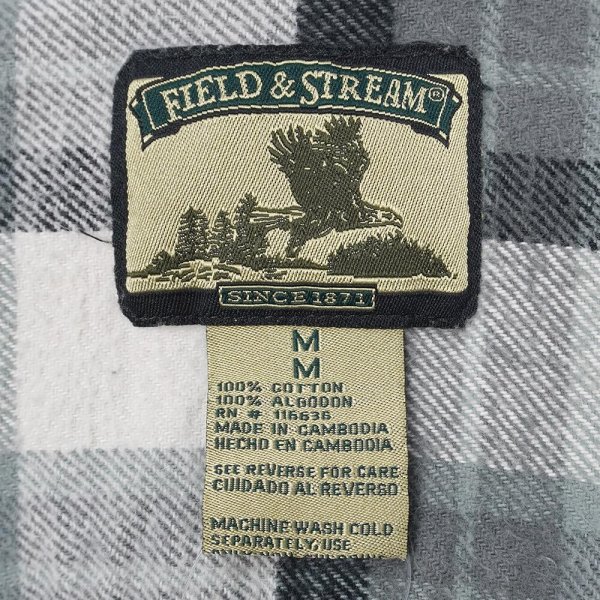 FIELD & STREAM®
SINCE 1871
M
M
100% COTTON
100% ALGODON
RN # 116636
MADE IN CAMBODIA
HECHO EN CAMBODIA
SEE REVERSE FOR CARE
CUIDADO AL REVERSO
MACHINE WASH COLD
SEPARATELY, USE